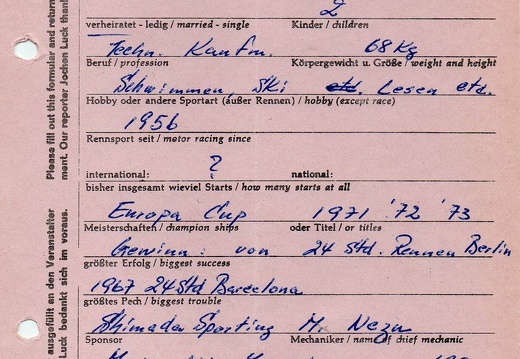 2
verheiratet - ledig / married - single
Kinder / children
Techn. Kaufm.
68 Kg
Beruf / profession
Körpergewicht u. Größe / weight and height
Schwimmen, Ski etd. Lesen etd.
Hobby oder andere Sportart (außer Rennen) / hobby (except race)
1956
Rennsport seit / motor racing since
?
international:
national:
bisher insgesamt wieviel Starts / how many starts at all
Europa Cup
1971 '72 '73
Meisterschaften / champion ships
oder Titel / or titles
Gewinn: von 24 Std. Rennen Berlin
größter Erfolg / biggest success
1967 24 Std Barcelona
größtes Pech / biggest trouble
Shimada Sporting
M. Nezu
Sponsor
Mechaniker / name of chief mechanic
Please fill out this formular and return
ment. Our reporter Jochen Luck thank
ausgefüllt an den Veranstalter
Luck bedankt sich im voraus.